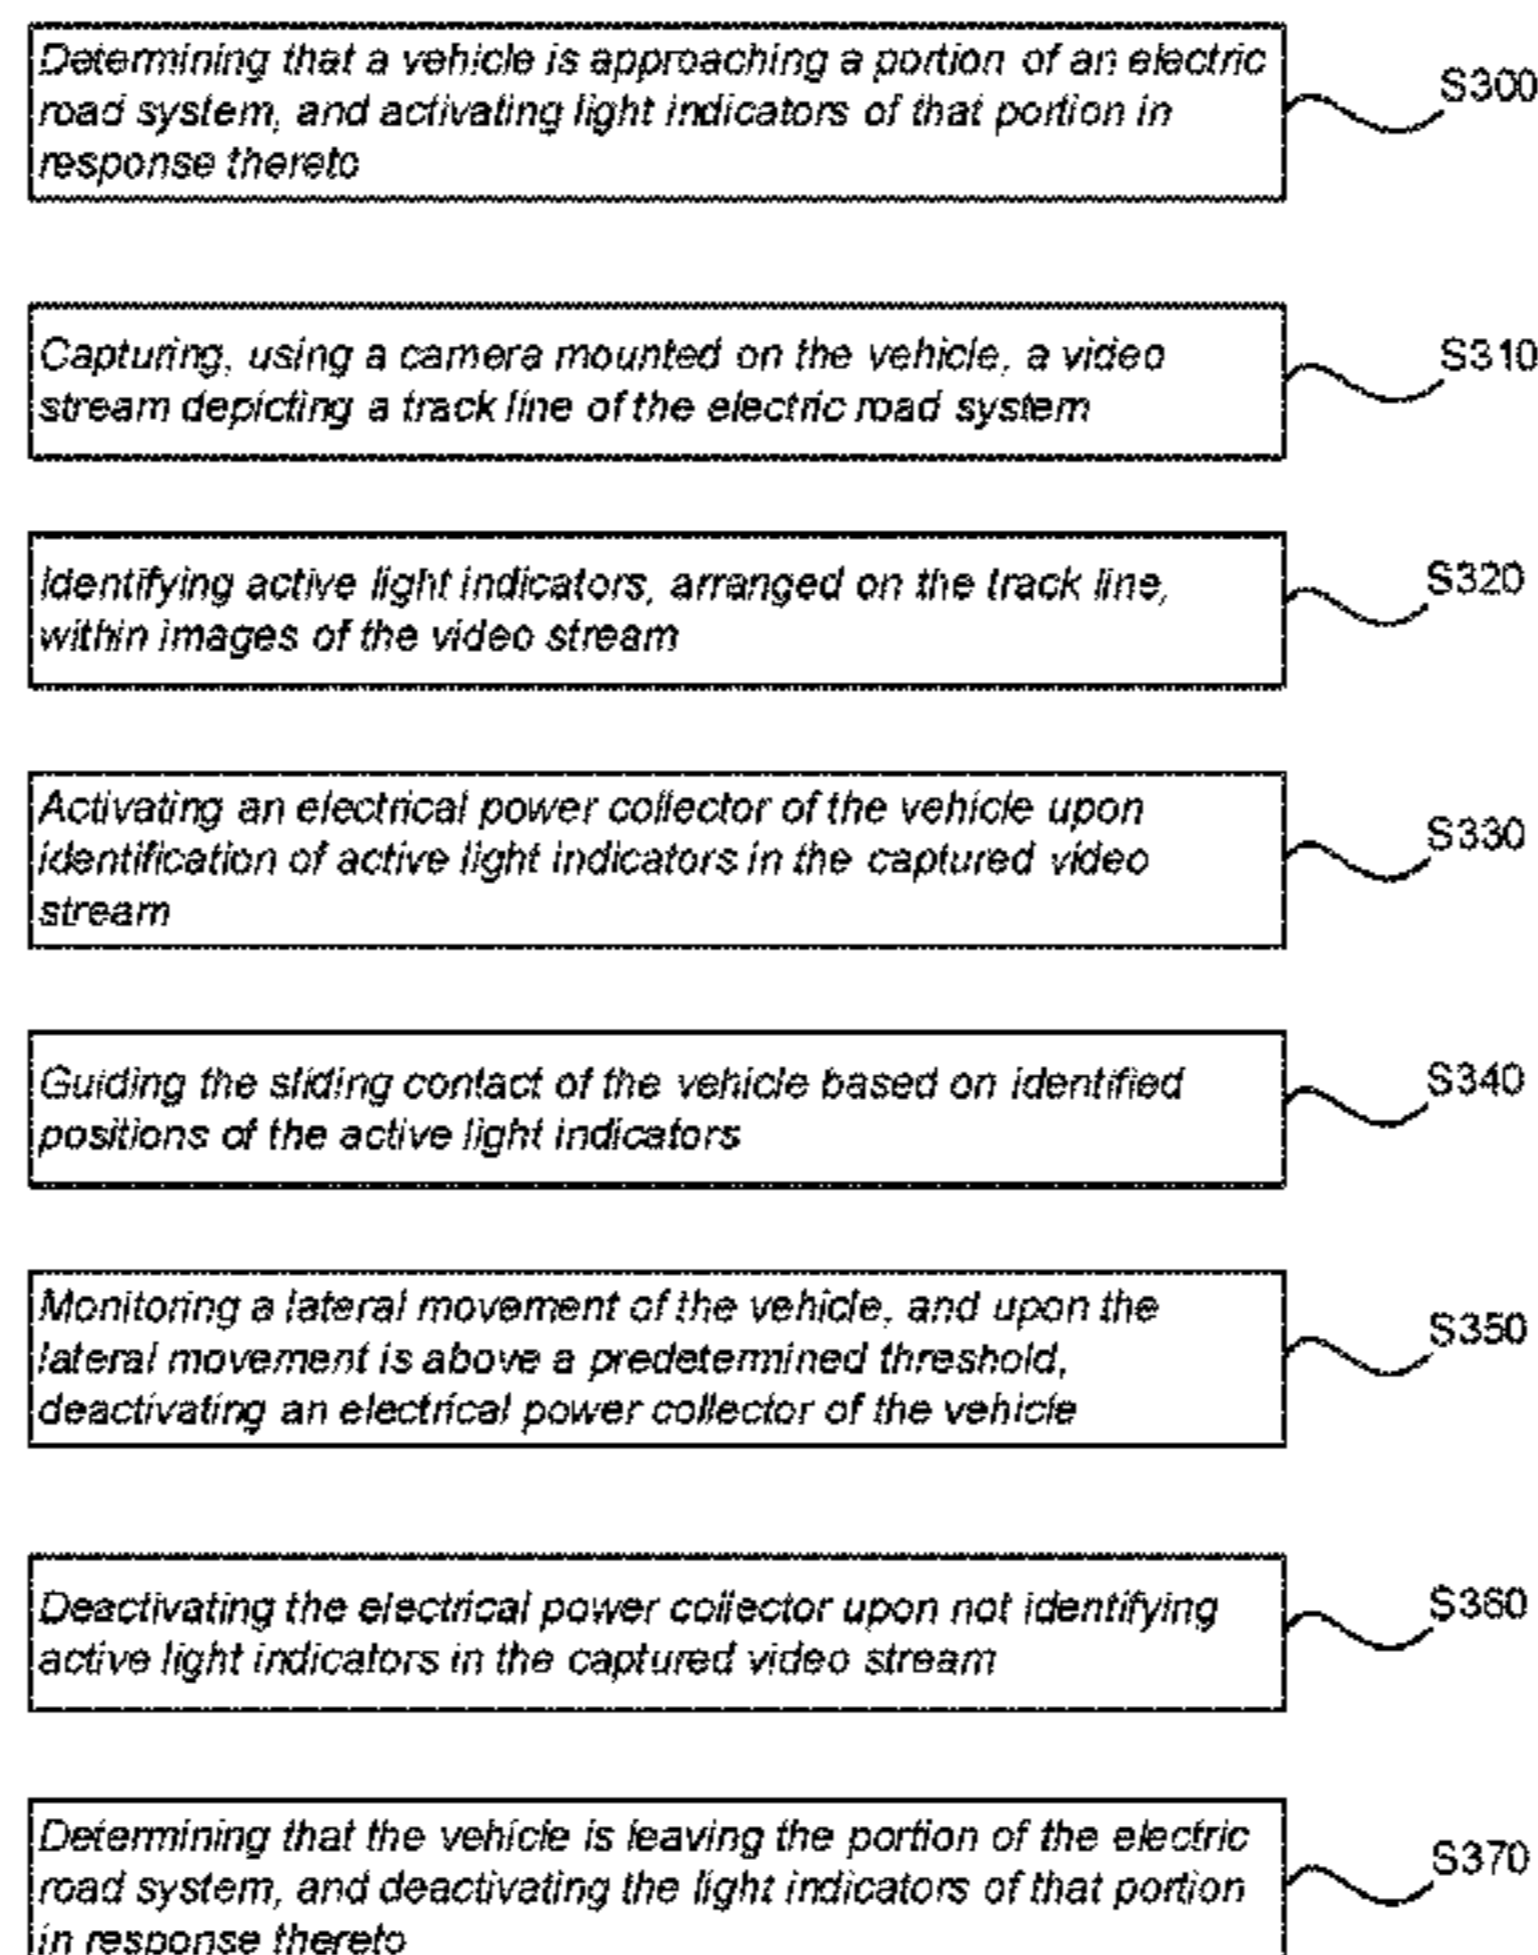 Determining that a vehicle is approaching a portion of an electric
road system, and activating light indicators of that portion in
response thereto
S300
Capturing, using a camera mounted on the vehicle, a video
stream depicting a track line of the electric road system
S310
Identifying active light indicators, arranged on the track line,
within images of the video stream
S320
Activating an electrical power collector of the vehicle upon
identification of active light indicators in the captured video
stream
S330
Guiding the sliding contact of the vehicle based on identified
positions of the active light indicators
S340
Monitoring a lateral movement of the vehicle, and upon the
lateral movement is above a predetermined threshold,
deactivating an electrical power collector of the vehicle
S350
Deactivating the electrical power collector upon not identifying
active light indicators in the captured video stream
S360
Determining that the vehicle is leaving the portion of the electric
road system, and deactivating the light indicators of that portion
in response thereto
S370